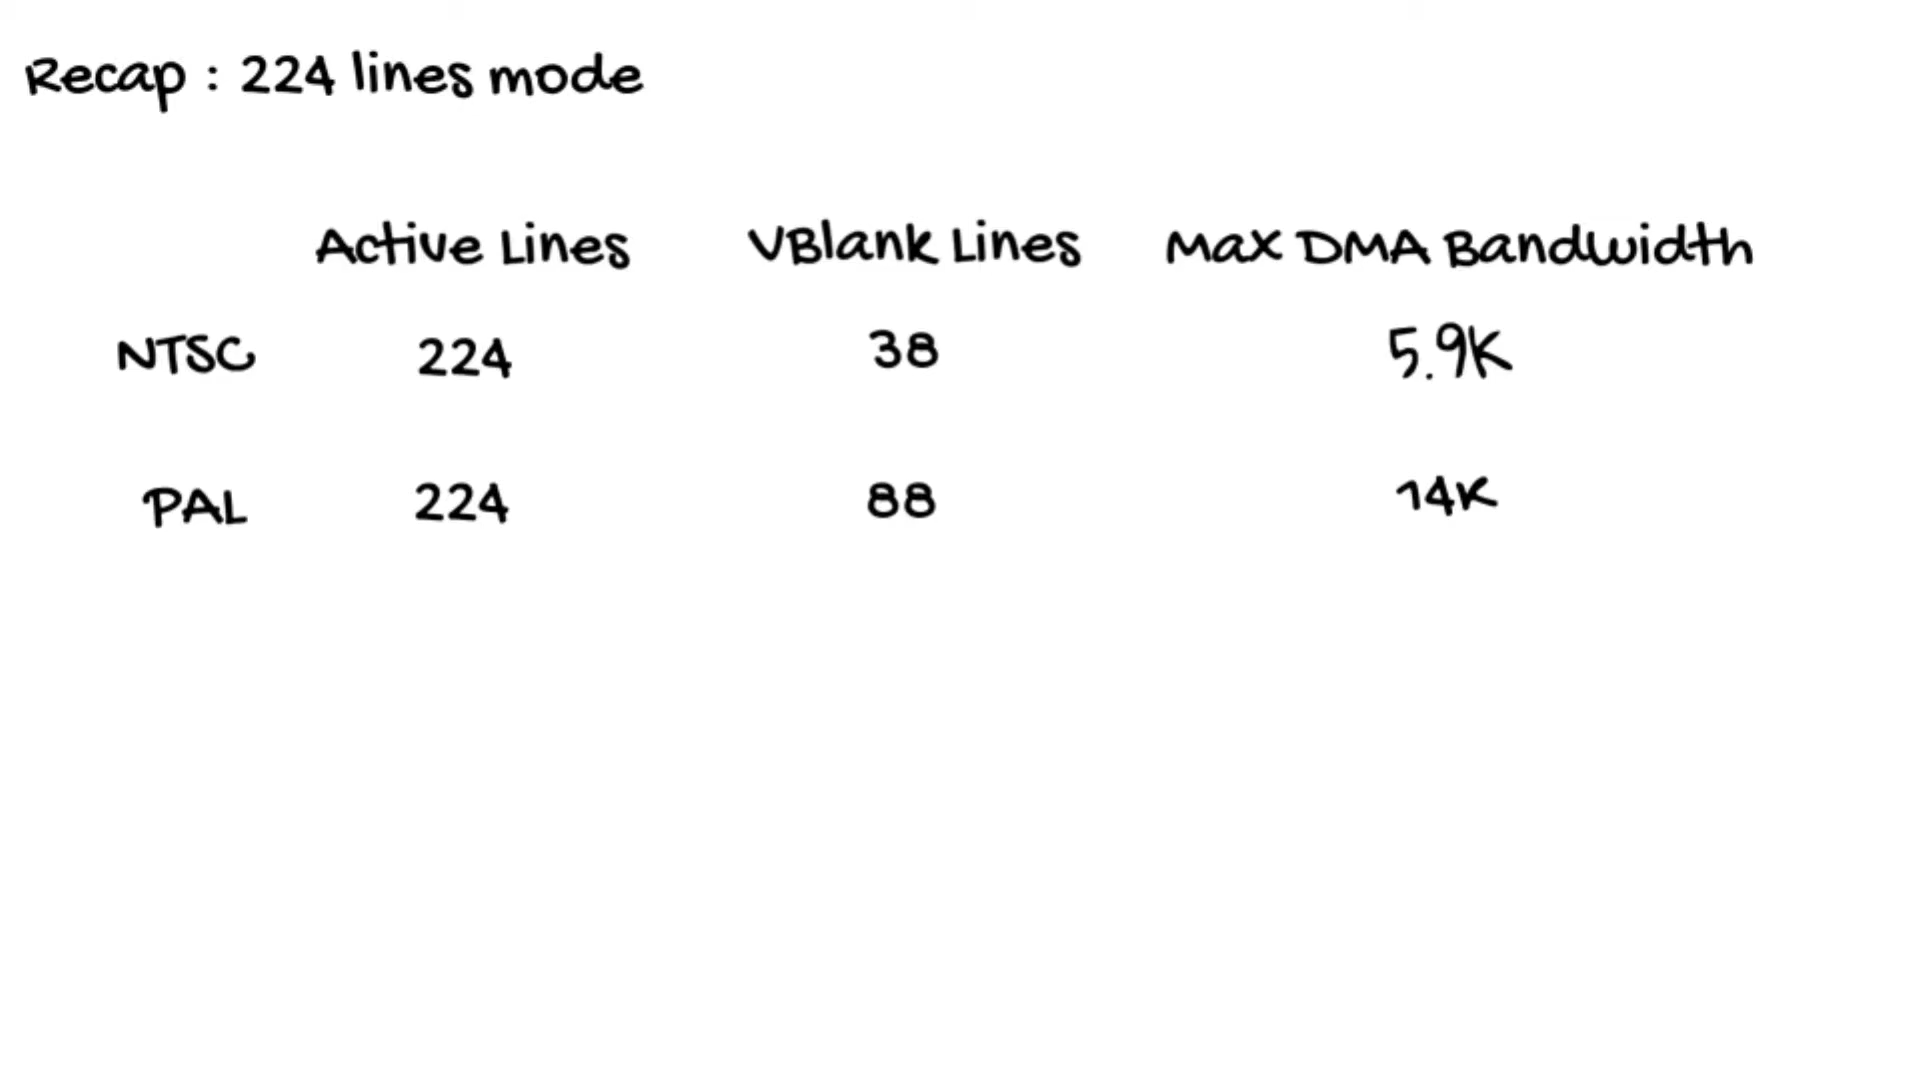 Recap : 224 lines mode
Active Lines VBlank Lines Max DMA Bandwidth
NTSC 224 38 5.9K
PAL 224 88 14K